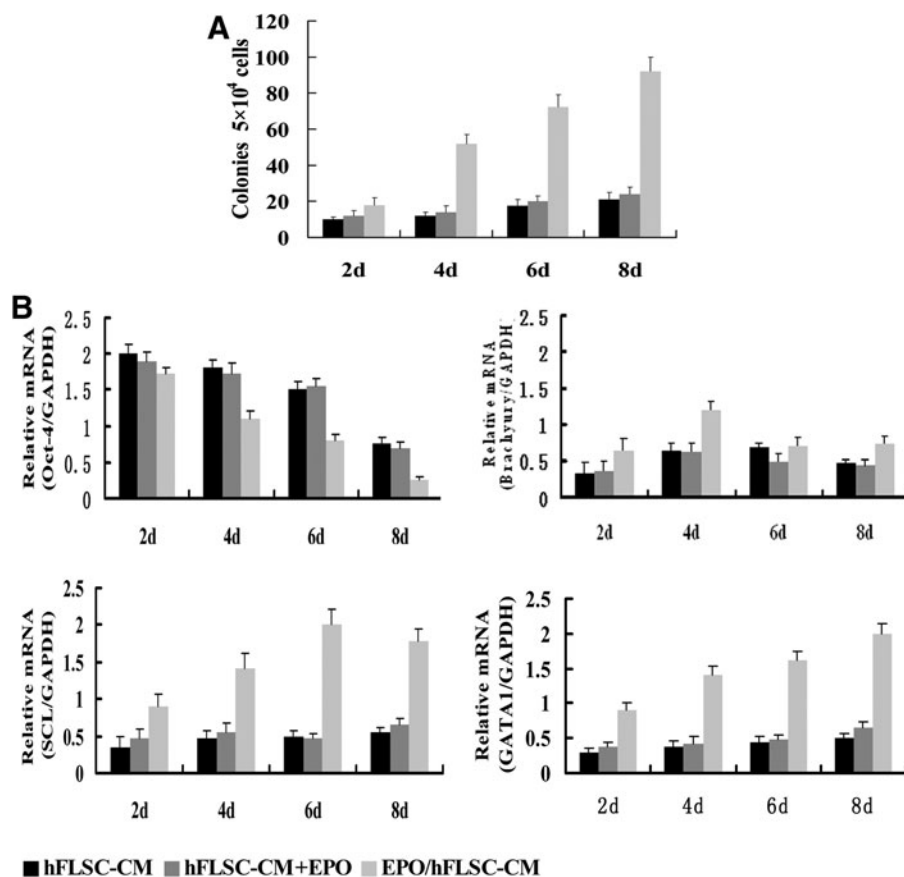 A
Colonies 5×10⁴ cells
120
100
80
60
40
20
0
2d 4d 6d 8d
B
Relative mRNA
(Oct-4/GAPDH)
2.5
2
1.5
1
0.5
0
2d 4d 6d 8d
Relative mRNA
(Brachyury/GAPDH)
2.5
2
1.5
1
0.5
0
2d 4d 6d 8d
Relative mRNA
(SCL/GAPDH)
2.5
2
1.5
1
0.5
0
2d 4d 6d 8d
Relative mRNA
(GATA1/GAPDH)
2.5
2
1.5
1
0.5
0
2d 4d 6d 8d
hFLSC-CM hFLSC-CM+EPO EPO/hFLSC-CM